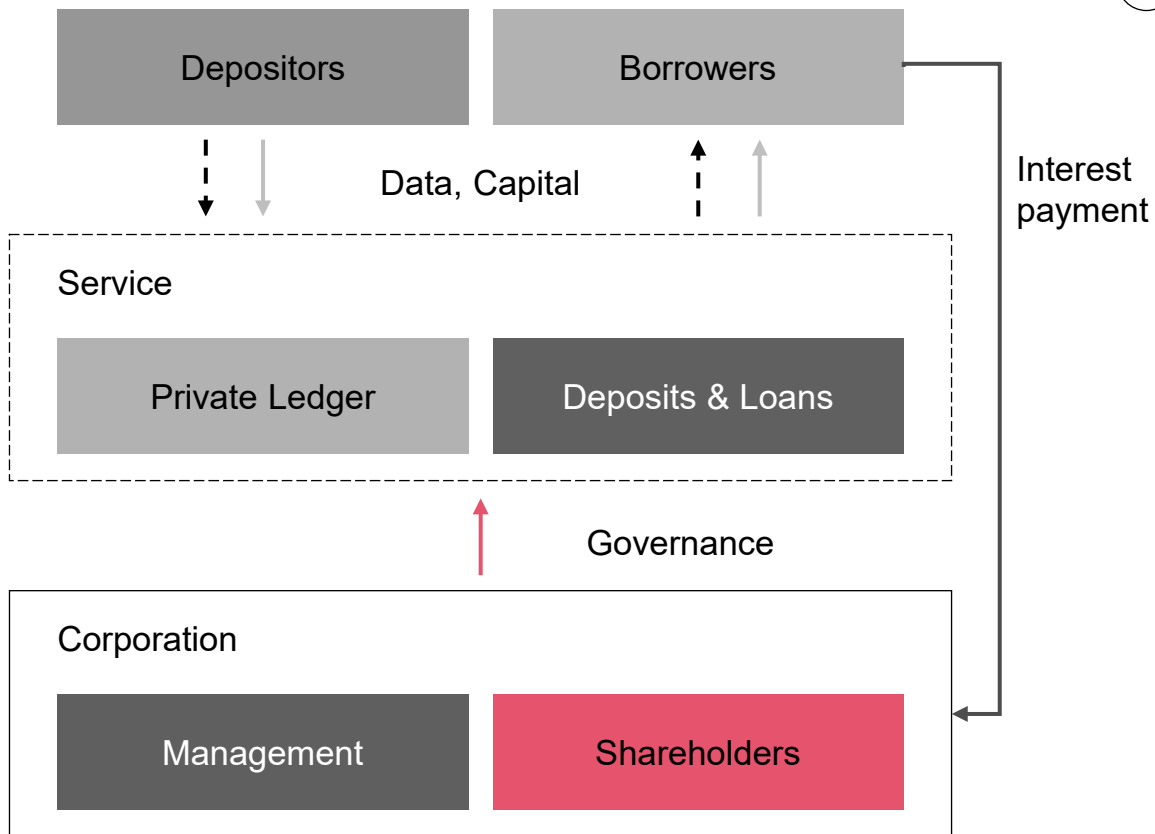 Depositors
Borrowers
Data, Capital
Interest
payment
Service
Private Ledger
Deposits & Loans
Governance
Corporation
Management
Shareholders